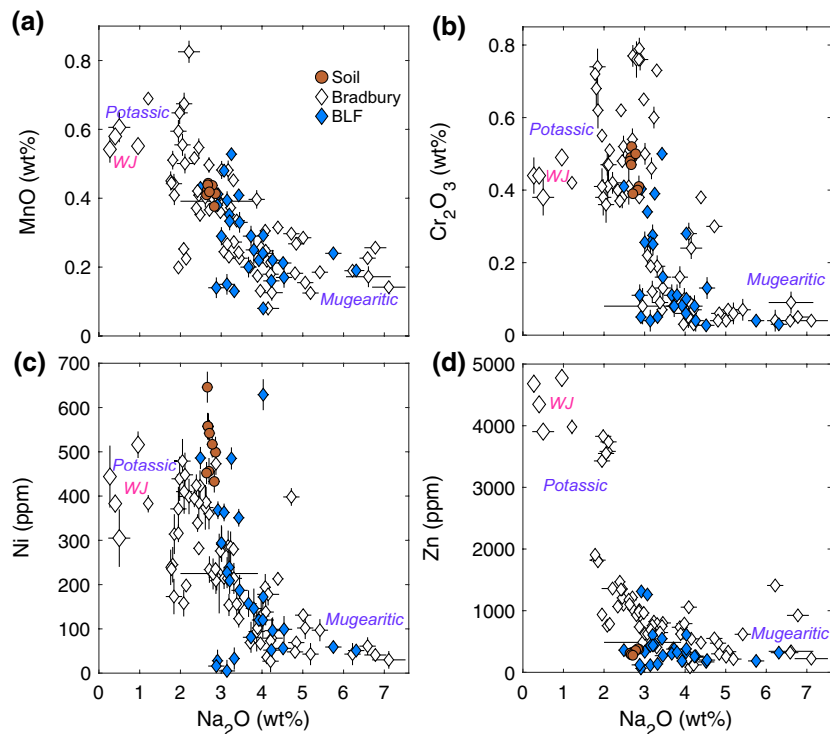 (a)
MnO (wt%)
0.8
0.6
0.4
0.2
0
Potassic
WJ
Mugearitic
Soil
Bradbury
BLF
(b)
Cr₂O₃ (wt%)
0.8
0.6
0.4
0.2
0
Potassic
WJ
Mugearitic
(c)
Ni (ppm)
700
600
500
400
300
200
100
0
Potassic
WJ
Mugearitic
0 1 2 3 4 5 6 7
Na₂O (wt%)
(d)
Zn (ppm)
5000
4000
3000
2000
1000
0
WJ
Potassic
Mugearitic
0 1 2 3 4 5 6 7
Na₂O (wt%)